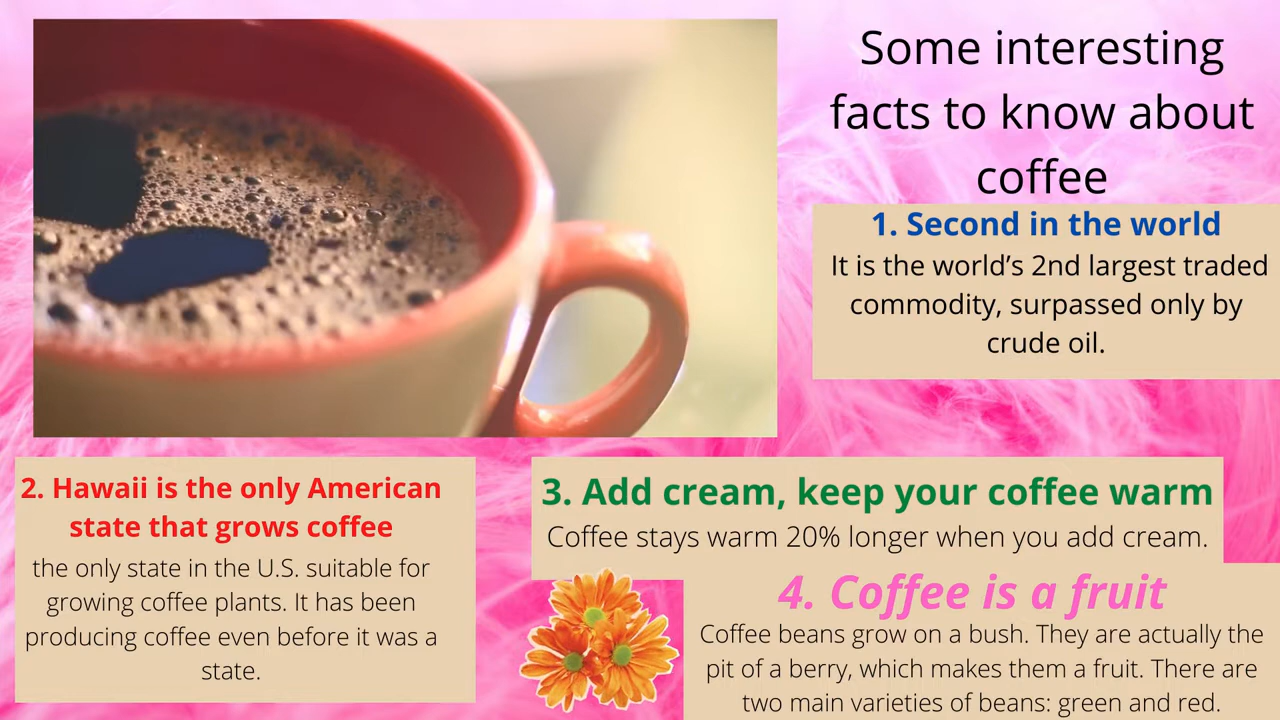 Some interesting
facts to know about
coffee
1. Second in the world
It is the world’s 2nd largest traded
commodity, surpassed only by
crude oil.
2. Hawaii is the only American
state that grows coffee
the only state in the U.S. suitable for
growing coffee plants. It has been
producing coffee even before it was a
state.
3. Add cream, keep your coffee warm
Coffee stays warm 20% longer when you add cream.
4. Coffee is a fruit
Coffee beans grow on a bush. They are actually the
pit of a berry, which makes them a fruit. There are
two main varieties of beans: green and red.